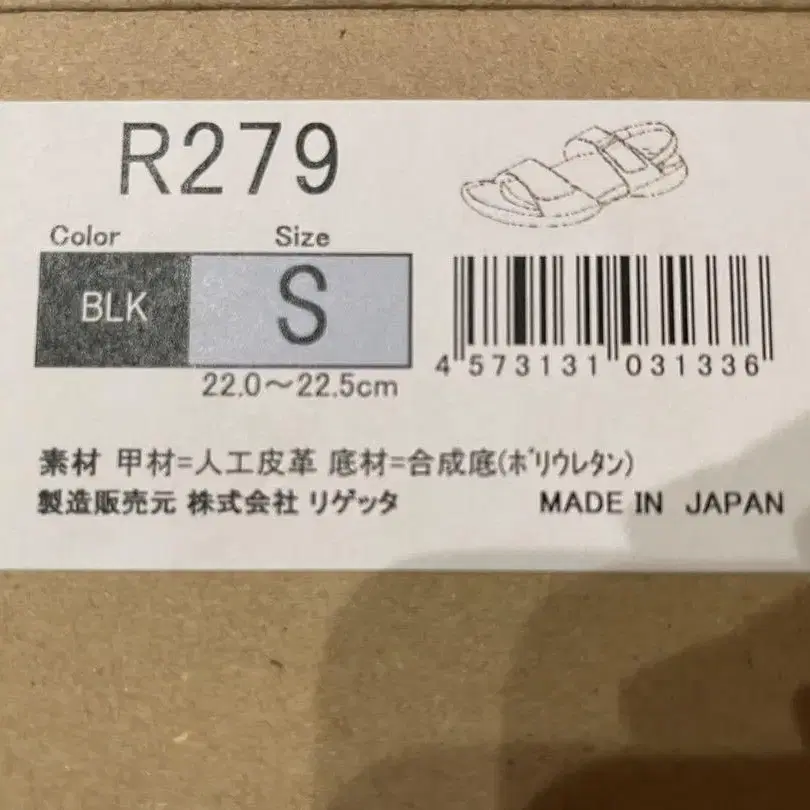 R279
Color Size
BLK S
22.0～22.5cm
4 573131 031336
素材 甲材=人工皮革 底材=合成底(ﾎﾟﾘｳﾚﾀﾝ)
製造販売元 株式会社 リゲッタ MADE IN JAPAN